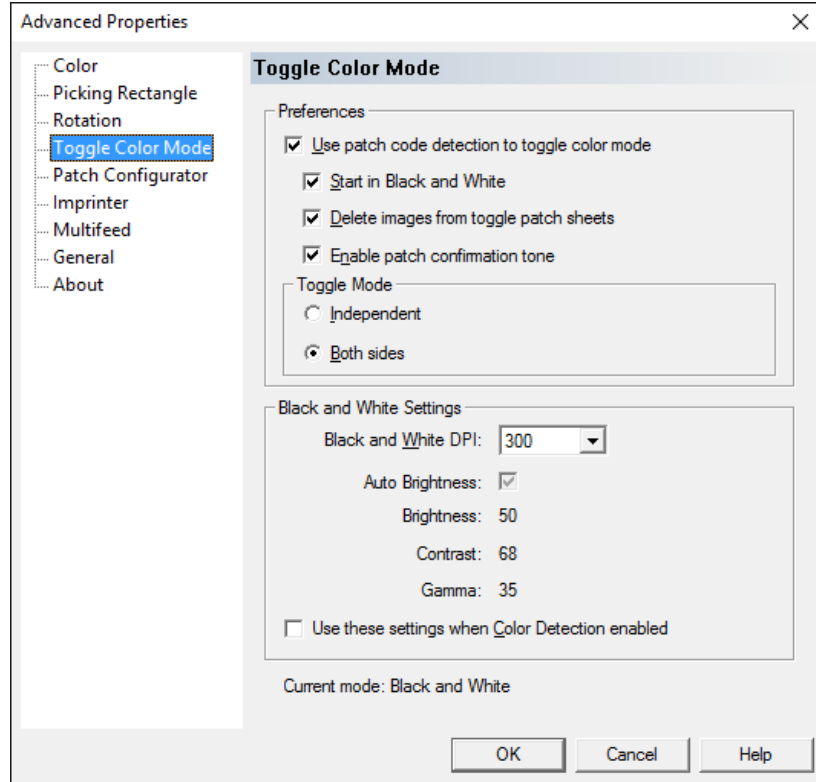 Advanced Properties
Color
Picking Rectangle
Rotation
Toggle Color Mode
Patch Configurator
Imprinter
Multifeed
General
About
Toggle Color Mode
Preferences
Use patch code detection to toggle color mode
Start in Black and White
Delete images from toggle patch sheets
Enable patch confirmation tone
Toggle Mode
Independent
Both sides
Black and White Settings
Black and White DPI: 300
Auto Brightness:
Brightness: 50
Contrast: 68
Gamma: 35
Use these settings when Color Detection enabled
Current mode: Black and White
OK Cancel Help